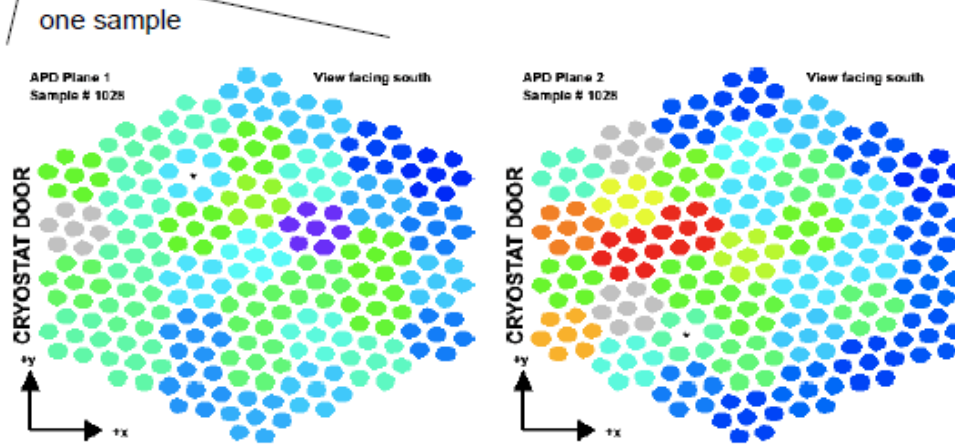 one sample
APD Plane 1
Sample # 1028
View facing south
CRYOSTAT DOOR
+y
+x
APD Plane 2
Sample # 1028
View facing south
CRYOSTAT DOOR
+y
+x